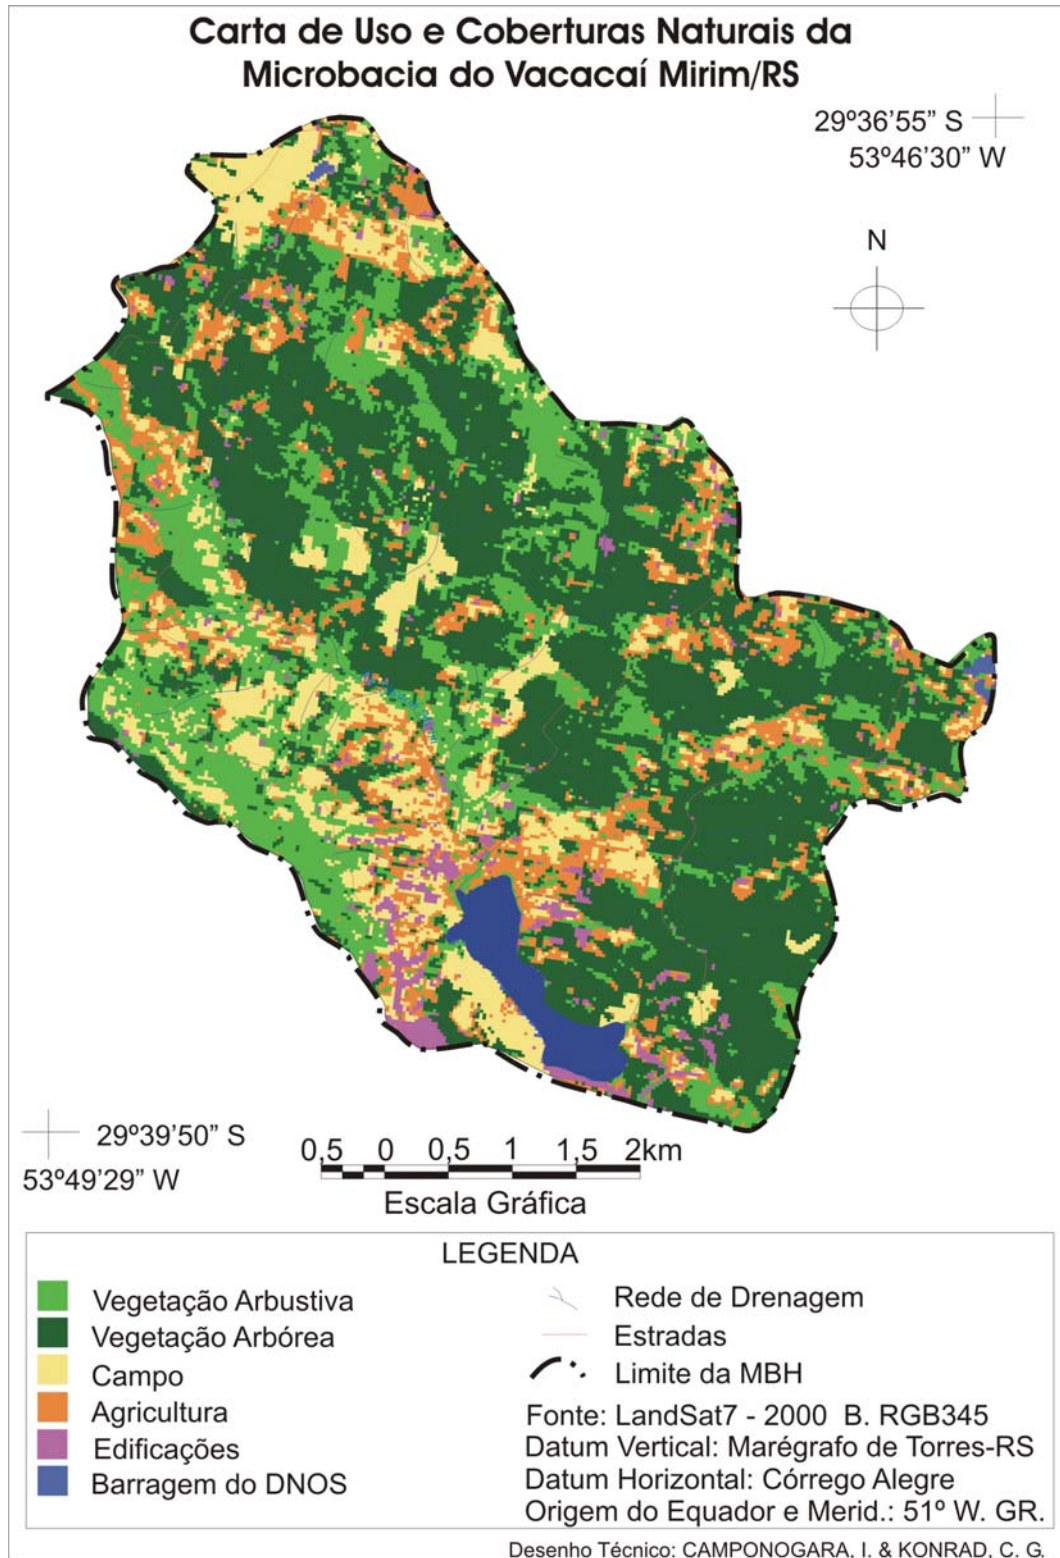 Carta de Uso e Coberturas Naturais da
Microbacia do Vacacaí Mirim/RS
29º36'55" S
53º46'30" W
N
29º39'50" S
53º49'29" W
0,5 0 0,5 1 1,5 2km
Escala Gráfica
LEGENDA
Vegetação Arbustiva
Vegetação Arbórea
Campo
Agricultura
Edificações
Barragem do DNOS
Rede de Drenagem
Estradas
Limite da MBH
Fonte: LandSat7 - 2000 B. RGB345
Datum Vertical: Marégrafo de Torres-RS
Datum Horizontal: Córrego Alegre
Origem do Equador e Merid.: 51º W. GR.
Desenho Técnico: CAMPONOGARA, I. & KONRAD, C. G.